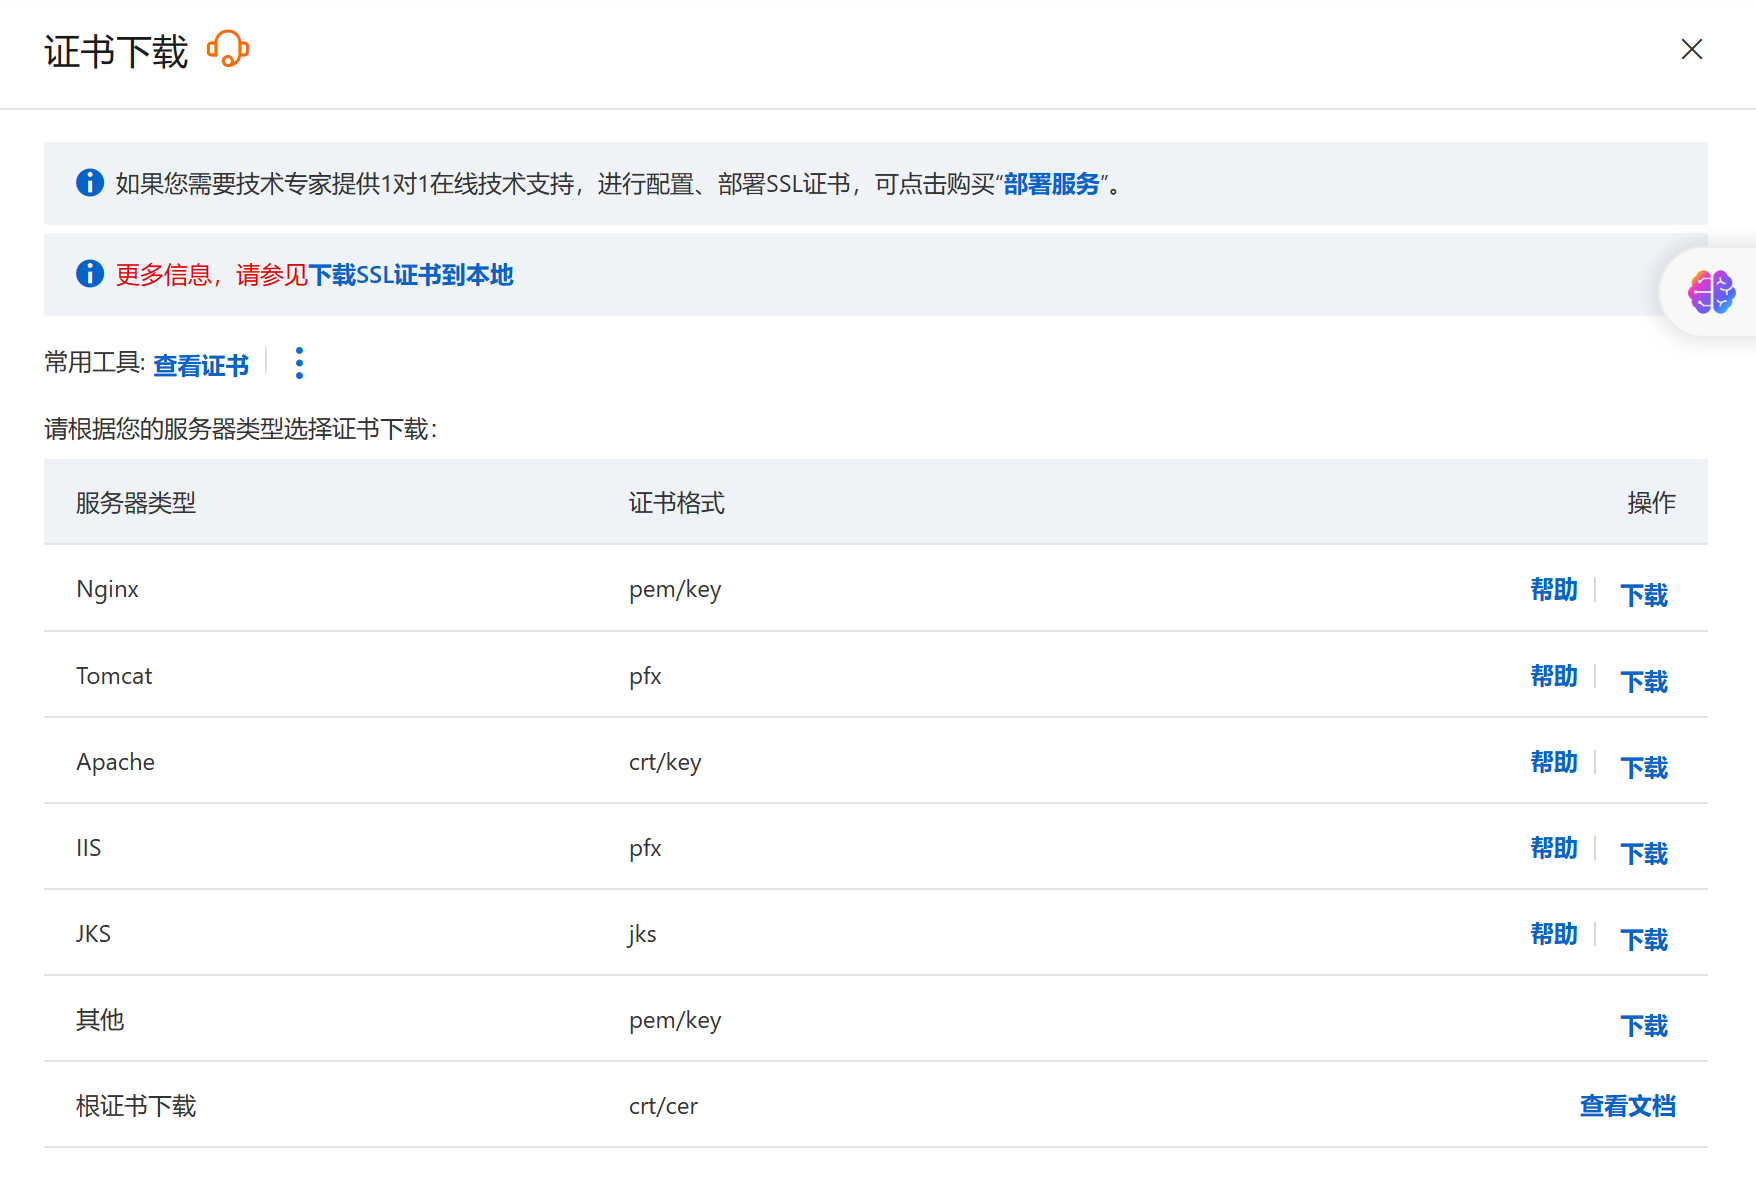 证书下载
如果您需要技术专家提供1对1在线技术支持，进行配置、部署SSL证书，可点击购买“部署服务”。
更多信息，请参见下载SSL证书到本地
常用工具: 查看证书
请根据您的服务器类型选择证书下载：
服务器类型 证书格式 操作
Nginx pem/key 帮助 下载
Tomcat pfx 帮助 下载
Apache crt/key 帮助 下载
IIS pfx 帮助 下载
JKS jks 帮助 下载
其他 pem/key 下载
根证书下载 crt/cer 查看文档